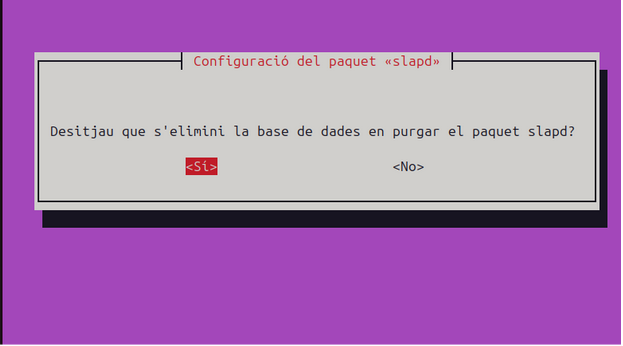 Configuració del paquet «slapd»
Desitjau que s'elimini la base de dades en purgar el paquet slapd?
<Sí> <No>